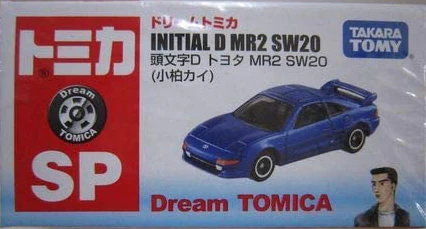 トミカ
®
Dream
TOMICA
SP
ドリームトミカ
INITIAL D MR2 SW20
頭文字D トヨタ MR2 SW20
(小柏カイ)
TAKARA
TOMY
Dream TOMICA